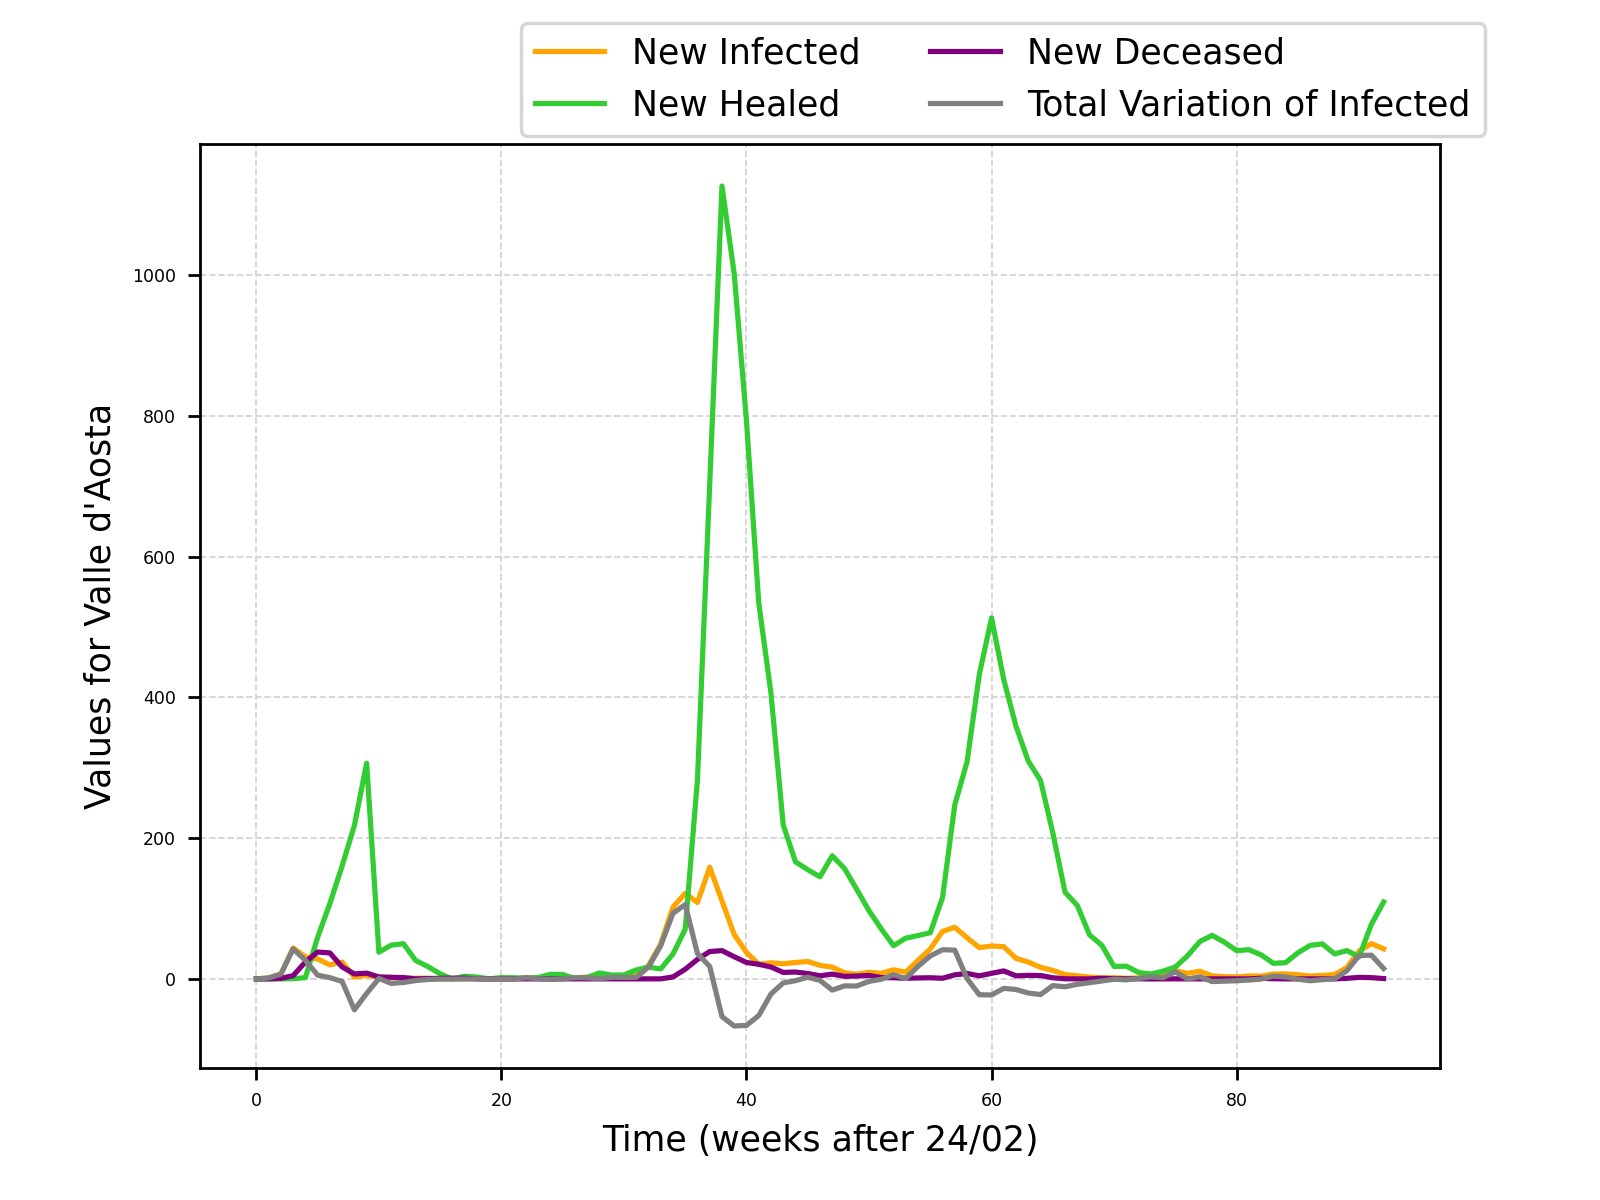 New Infected
New Healed
New Deceased
Total Variation of Infected
Values for Valle d'Aosta
1000
800
600
400
200
0
0 20 40 60 80
Time (weeks after 24/02)